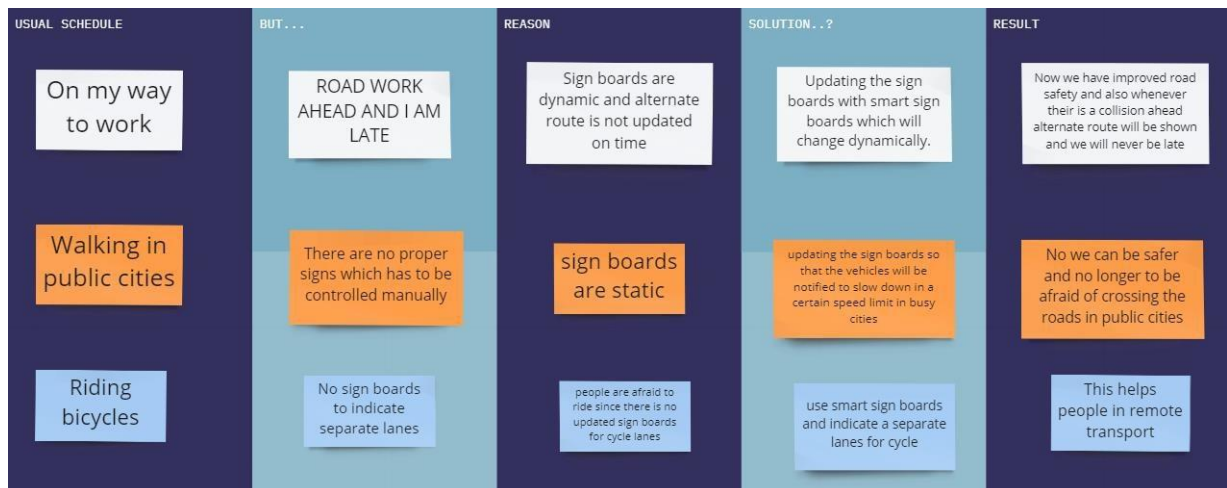 USUAL SCHEDULE
BUT...
REASON
SOLUTION..?
RESULT
On my way
to work
ROAD WORK
AHEAD AND I AM
LATE
Sign boards are
dynamic and alternate
route is not updated
on time
Updating the sign
boards with smart sign
boards which will
change dynamically.
Now we have improved road
safety and also whenever
their is a collision ahead
alternate route will be shown
and we will never be late
Walking in
public cities
There are no proper
signs which has to be
controlled manually
sign boards
are static
updating the sign boards so
that the vehicles will be
notified to slow down in a
certain speed limit in busy
cities
No we can be safer
and no longer to be
afraid of crossing the
roads in public cities
Riding
bicycles
No sign boards
to indicate
separate lanes
people are afraid to
ride since there is no
updated sign boards
for cycle lanes
use smart sign boards
and indicate a separate
lanes for cycle
This helps
people in remote
transport